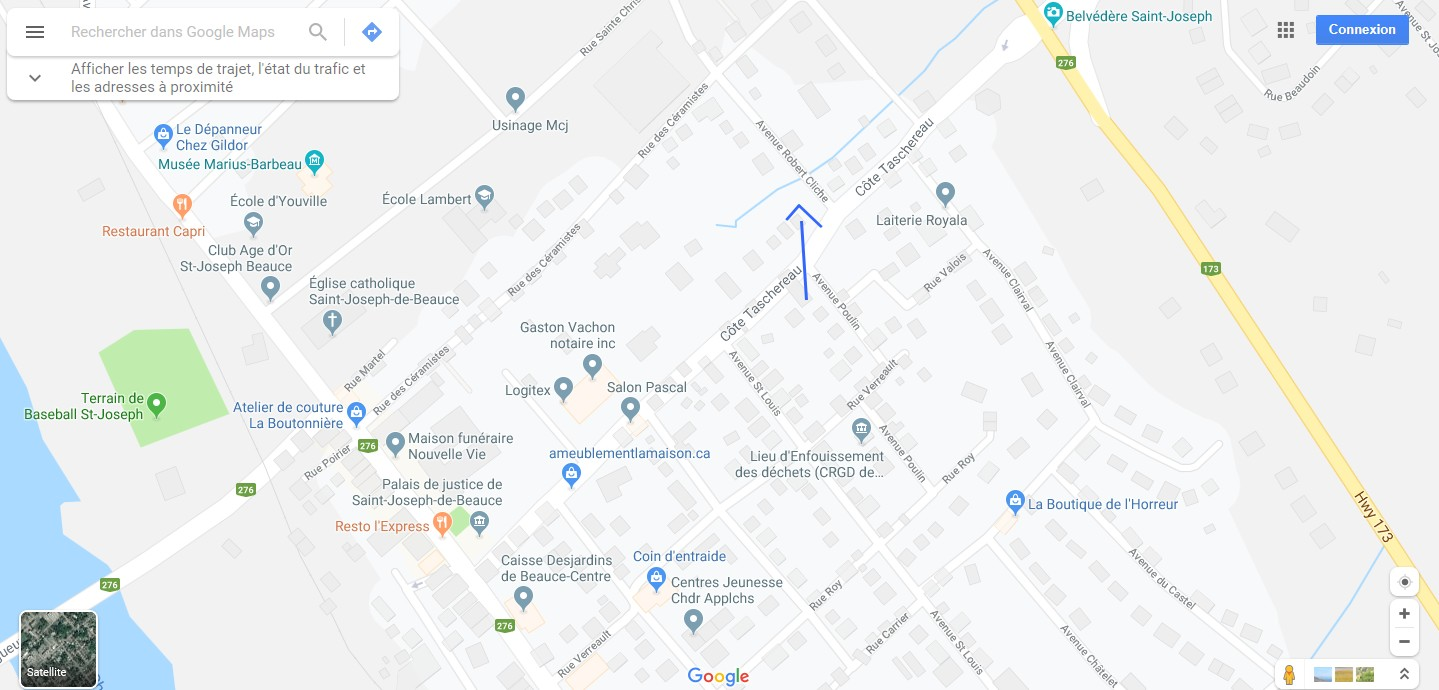 Rechercher dans Google Maps
Afficher les temps de trajet, l'état du trafic et
les adresses à proximité
Connexion
Belvédère Saint-Joseph
276
Rue Sainte Christ
Rue Beaudoin
Usinage Mcj
Rue des Céramistes
Avenue Robert Cliche
Côte Taschereau
Le Dépanneur
Chez Gildor
Musée Marius-Barbeau
École d'Youville
École Lambert
Laiterie Royala
Restaurant Capri
Club Age d'Or
St-Joseph Beauce
Rue des Céramistes
Rue Valois
Avenue Clairval
173
Église catholique
Saint-Joseph-de-Beauce
Côte Taschereau
Avenue Poulin
Gaston Vachon
notaire inc
Rue Martel
Rue des Céramistes
Logitex
Salon Pascal
Avenue St Louis
Rue Verreault
Avenue Clairval
Terrain de
Baseball St-Joseph
Atelier de couture
La Boutonnière
276
Maison funéraire
Nouvelle Vie
ameublementlamaison.ca
Lieu d'Enfouissement
des déchets (CRGD de...
Avenue Poulin
Rue Roy
Rue Poirier
276
Palais de justice de
Saint-Joseph-de-Beauce
Resto l'Express
La Boutique de l'Horreur
Hwy 173
276
Caisse Desjardins
de Beauce-Centre
Coin d'entraide
Centres Jeunesse
Chdr Applchs
Rue Roy
Avenue du Castel
276
Rue Verreault
Rue Carrier
Avenue St Louis
Avenue Châtelet
Satellite
Google